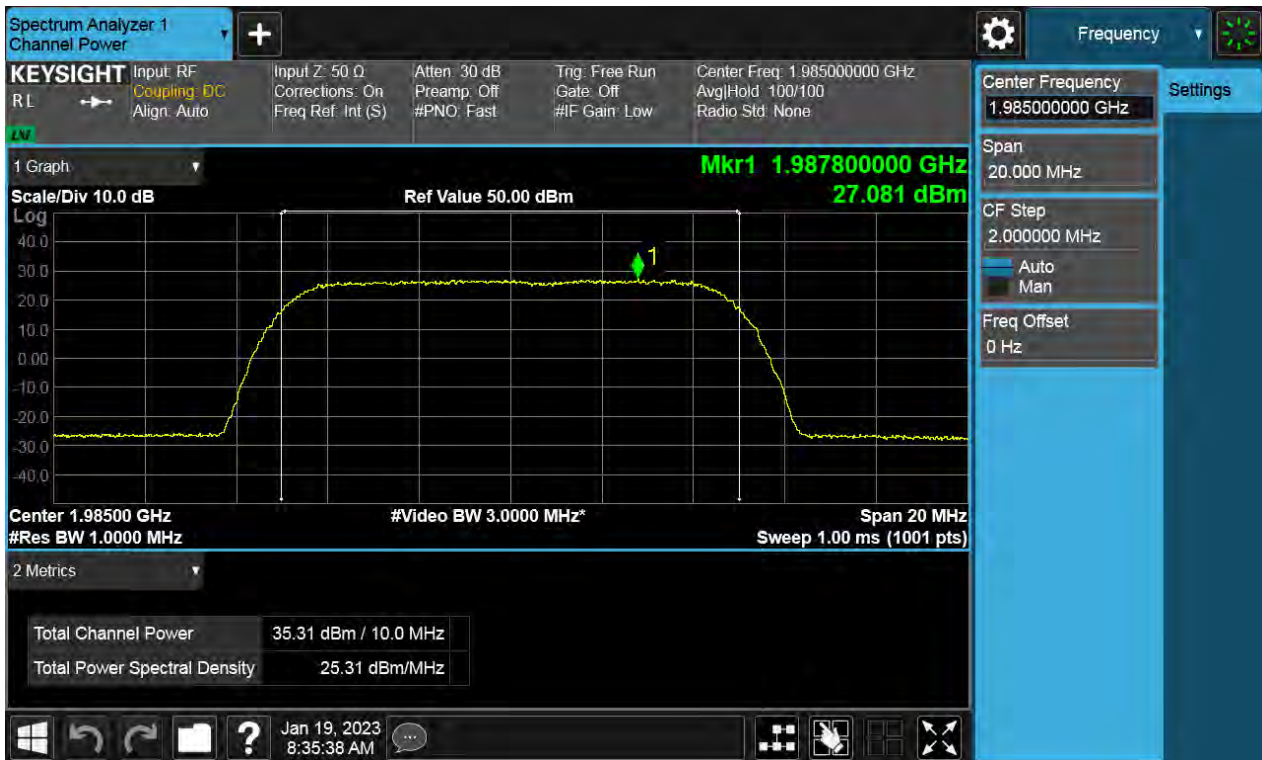 Spectrum Analyzer 1
Channel Power
+
Frequency
KEYSIGHT Input: RF Input Z: 50 Ω Atten: 30 dB Trig: Free Run Center Freq: 1.985000000 GHz
RL Coupling: DC Corrections: On Preamp: Off Gate: Off Avg|Hold: 100/100
Align: Auto Freq Ref: Int (S) #PNO: Fast #IF Gain: Low Radio Std: None
Center Frequency
1.985000000 GHz
Settings
Span
20.000 MHz
CF Step
2.000000 MHz
Auto
Man
Freq Offset
0 Hz
1 Graph
Mkr1 1.987800000 GHz
Scale/Div 10.0 dB Ref Value 50.00 dBm 27.081 dBm
Log
40.0
30.0
20.0
10.0
0.00
-10.0
-20.0
-30.0
-40.0
1
Center 1.98500 GHz #Video BW 3.0000 MHz* Span 20 MHz
#Res BW 1.0000 MHz Sweep 1.00 ms (1001 pts)
2 Metrics
Total Channel Power 35.31 dBm / 10.0 MHz
Total Power Spectral Density 25.31 dBm/MHz
? Jan 19, 2023
8:35:38 AM